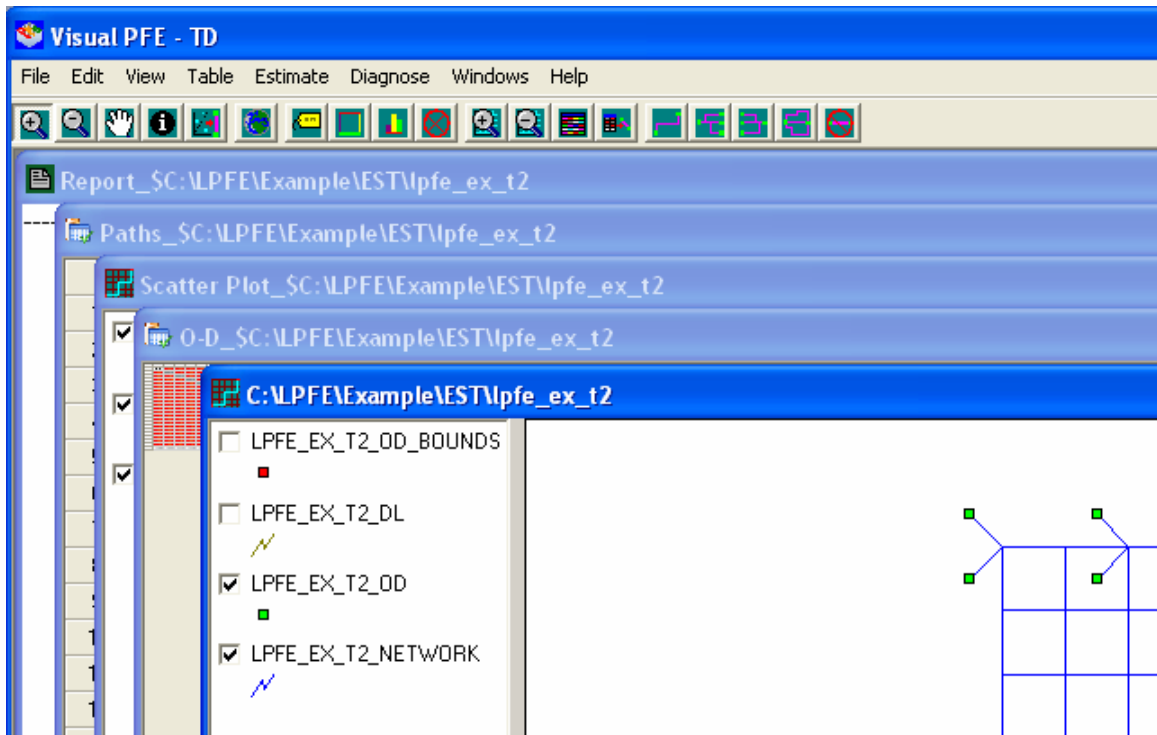 Visual PFE - TD
File Edit View Table Estimate Diagnose Windows Help
Report_$C:\LPFE\Example\EST\lpfe_ex_t2
Paths_$C:\LPFE\Example\EST\lpfe_ex_t2
Scatter Plot_$C:\LPFE\Example\EST\lpfe_ex_t2
O-D_$C:\LPFE\Example\EST\lpfe_ex_t2
C:\LPFE\Example\EST\lpfe_ex_t2
LPFE_EX_T2_OD_BOUNDS
LPFE_EX_T2_DL
LPFE_EX_T2_OD
LPFE_EX_T2_NETWORK